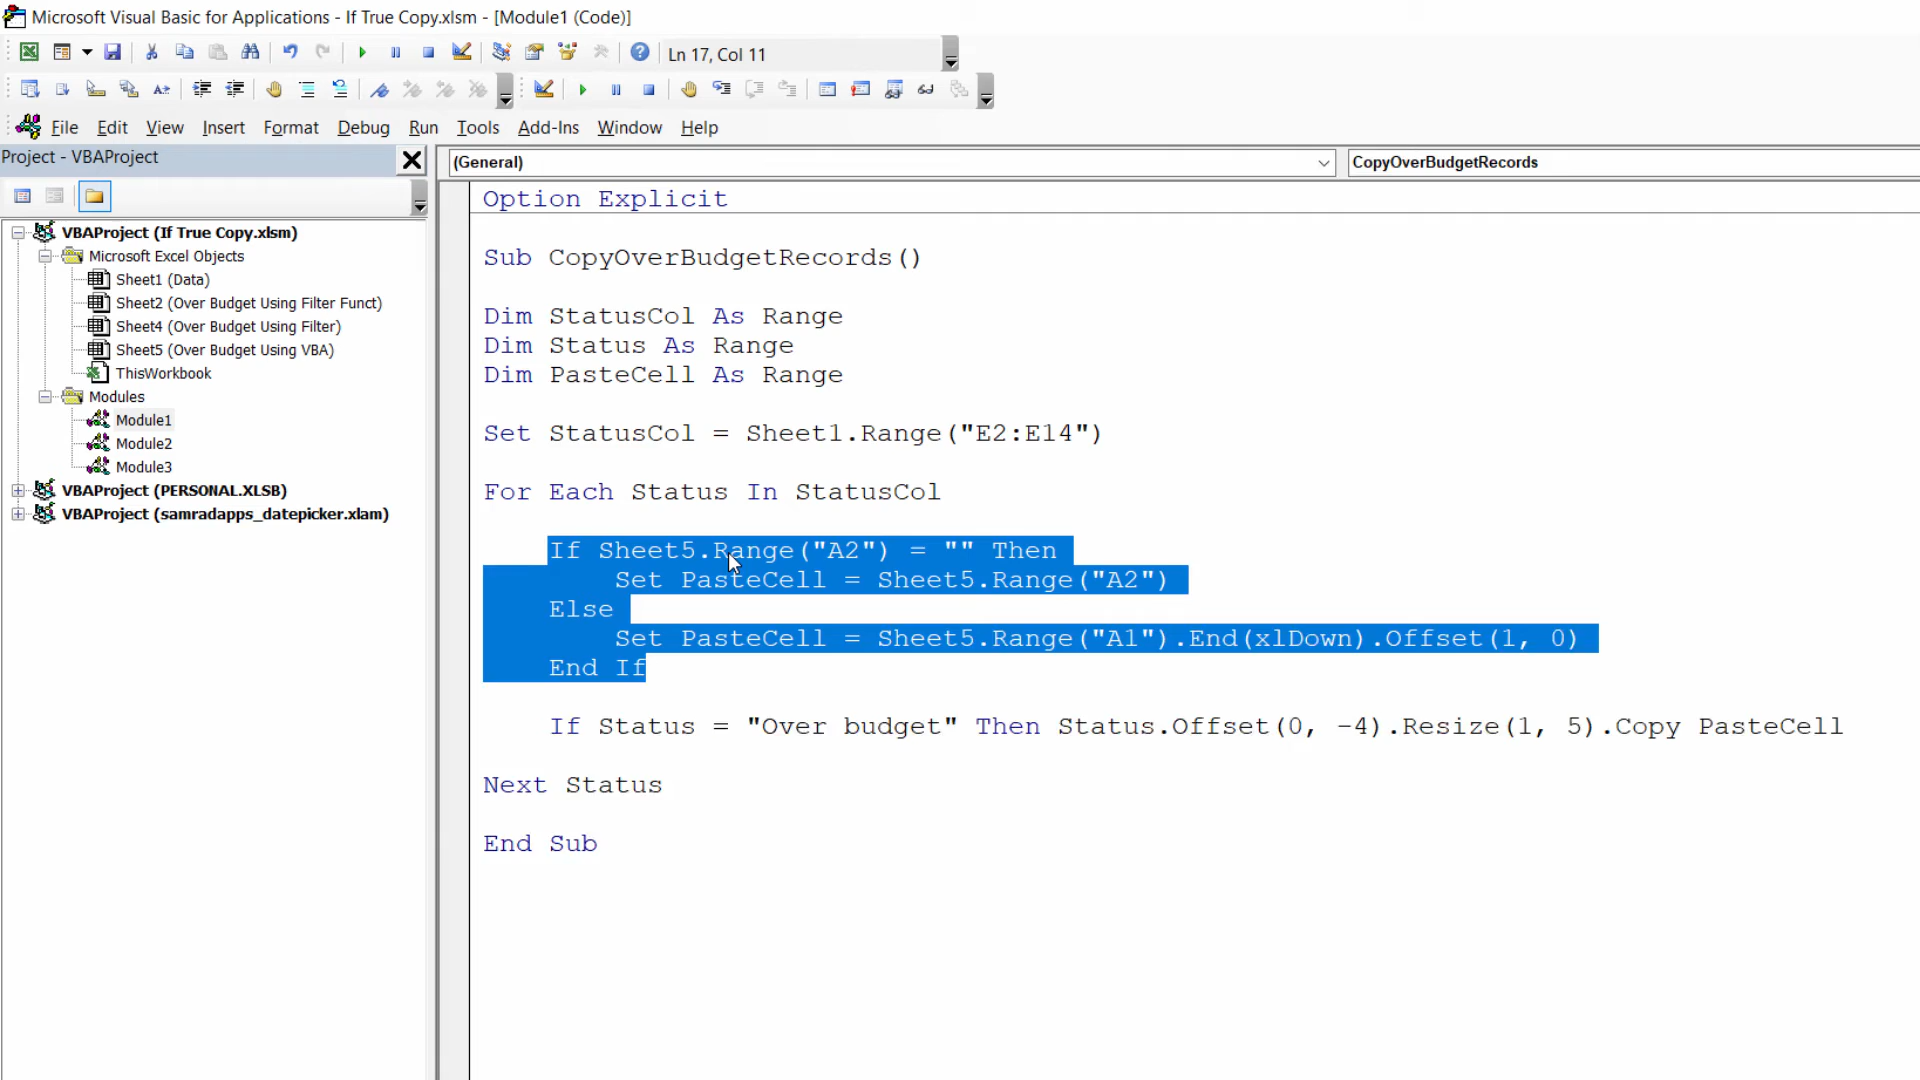 Microsoft Visual Basic for Applications - If True Copy.xlsm - [Module1 (Code)]
Ln 17, Col 11
File Edit View Insert Format Debug Run Tools Add-Ins Window Help
Project - VBAProject
(General)
CopyOverBudgetRecords
VBAProject (If True Copy.xlsm)
Microsoft Excel Objects
Sheet1 (Data)
Sheet2 (Over Budget Using Filter Funct)
Sheet4 (Over Budget Using Filter)
Sheet5 (Over Budget Using VBA)
ThisWorkbook
Modules
Module1
Module2
Module3
VBAProject (PERSONAL.XLSB)
VBAProject (samradapps_datepicker.xlam)
Option Explicit
Sub CopyOverBudgetRecords()
Dim StatusCol As Range
Dim Status As Range
Dim PasteCell As Range
Set StatusCol = Sheet1.Range("E2:E14")
For Each Status In StatusCol
If Sheet5.Range("A2") = "" Then
Set PasteCell = Sheet5.Range("A2")
Else
Set PasteCell = Sheet5.Range("A1").End(xlDown).Offset(1, 0)
End If
If Status = "Over budget" Then Status.Offset(0, -4).Resize(1, 5).Copy PasteCell
Next Status
End Sub